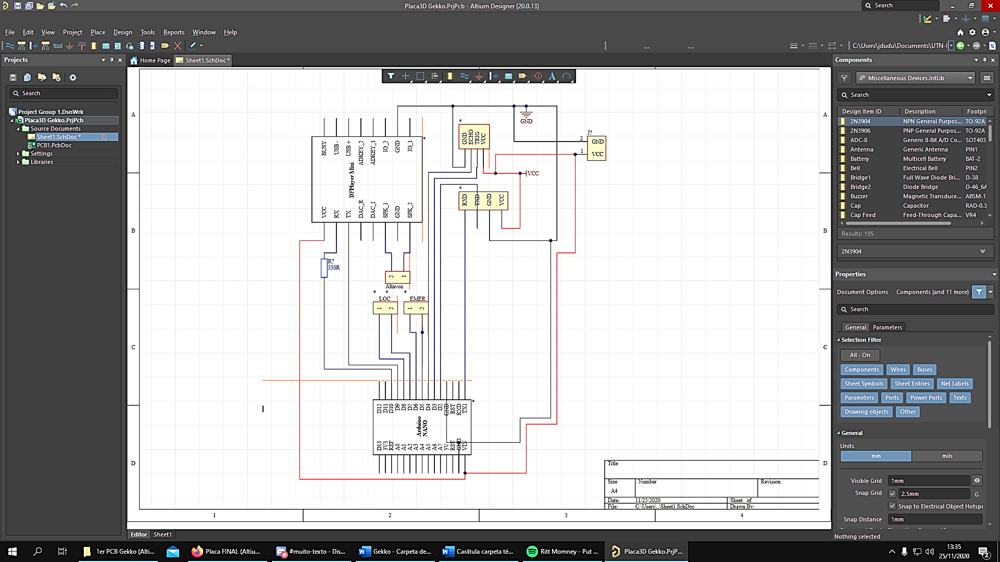 Placa3D Gekko.PrjPcb - Altium Designer (20.0.13)
Search
File Edit View Project Place Design Tools Reports Window Help
C:\Users\jdudu\Documents\UTN-I
Projects
Home Page
Sheet1.SchDoc *
Components
Miscellaneous Devices.IntLib
Search
Search
Project Group 1.DsnWrk
Placa3D Gekko.PrjPcb
Source Documents
Sheet1.SchDoc *
PCB1.PcbDoc
Settings
Libraries
Design Item ID Description Footpri
2N3904 NPN General Purpos... TO-92A
2N3906 PNP General Purpos... TO-92A
ADC-8 Generic 8-Bit A/D Co... SOT403
Antenna Generic Antenna PIN1
Battery Multicell Battery BAT-2
Bell Electrical Bell PIN2
Bridge1 Full Wave Diode Bri... D-38
Bridge2 Diode Bridge D-46_6A
Buzzer Magnetic Transduce... ABSM-1
Cap Capacitor RAD-0.3
Cap Feed Feed-Through Capa... VR4
Results: 195
2N3904
Properties
Document Options Components (and 11 more)
Search
General Parameters
Selection Filter
All - On
Components Wires Buses
Sheet Symbols Sheet Entries Net Labels
Parameters Ports Power Ports Texts
Drawing objects Other
General
Units
mm mils
Visible Grid 1mm
Snap Grid 2.5mm G
Snap to Electrical Object Hotspo
Snap Distance 1mm
Nothing selected
A A
B B
C C
D D
1 2 3 4
GND
BUSY USB- USB+ ADKEY_2 ADKEY_1 IO_2 GND IO_1
DFPlayer Mini
VCC RX TX DAC_R DAC_I SPK_1 GND SPK_2
*
*
GND ECHO TRIG VCC
J?
2 GND
1 VCC
VCC
*
RXD TXD GND VCC
R?
330R
2 1
Altavoz
* * *
LOC EMER
1 2 1 2
*
D12 D11 D10 D9 D8 D7 D6 D5 D4 D3 D2 GND RST RXD TX1
Arduino
NANO
D13 3V3 REF A0 A1 A2 A3 A4 A5 A6 A7 5V RST GND VIN
Title
Size Number Revision
A4
Date: 11/25/2020 Sheet of
File: C:\Users\..\Sheet1.SchDoc Drawn By:
Editor Sheet1
1er PCB Gekko (Alti...
Placa FINAL (Altiu...
#muito-texto - Dis...
Gekko - Carpeta de...
Carátula carpeta té...
Ritt Momney - Put ...
Placa3D Gekko.PrjP...
13:35
25/11/2020
2